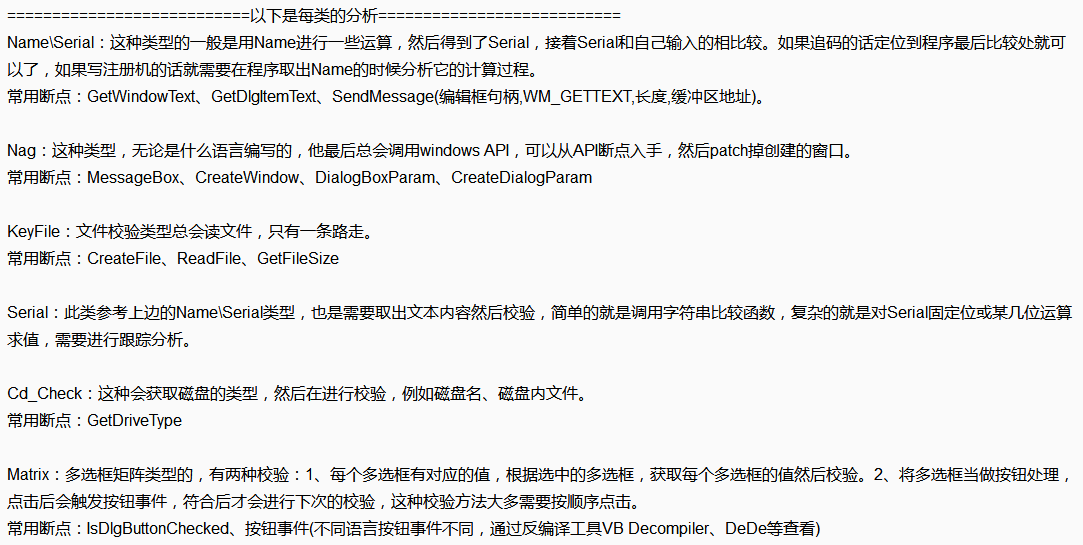 ===========================以下是每类的分析===========================
Name\Serial：这种类型的一般是用Name进行一些运算，然后得到了Serial，接着Serial和自己输入的相比较。如果追码的话定位到程序最后比较处就可
以了，如果写注册机的话就需要在程序取出Name的时候分析它的计算过程。
常用断点：GetWindowText、GetDlgItemText、SendMessage(编辑框句柄,WM_GETTEXT,长度,缓冲区地址)。
Nag：这种类型，无论是什么语言编写的，他最后总会调用windows API，可以从API断点入手，然后patch掉创建的窗口。
常用断点：MessageBox、CreateWindow、DialogBoxParam、CreateDialogParam
KeyFile：文件校验类型总会读文件，只有一条路走。
常用断点：CreateFile、ReadFile、GetFileSize
Serial：此类参考上边的Name\Serial类型，也是需要取出文本内容然后校验，简单的就是调用字符串比较函数，复杂的就是对Serial固定位或某几位运算
求值，需要进行跟踪分析。
Cd_Check：这种会获取磁盘的类型，然后在进行校验，例如磁盘名、磁盘内文件。
常用断点：GetDriveType
Matrix：多选框矩阵类型的，有两种校验：1、每个多选框有对应的值，根据选中的多选框，获取每个多选框的值然后校验。2、将多选框当做按钮处理，
点击后会触发按钮事件，符合后才会进行下次的校验，这种校验方法大多需要按顺序点击。
常用断点：IsDlgButtonChecked、按钮事件(不同语言按钮事件不同，通过反编译工具VB Decompiler、DeDe等查看)